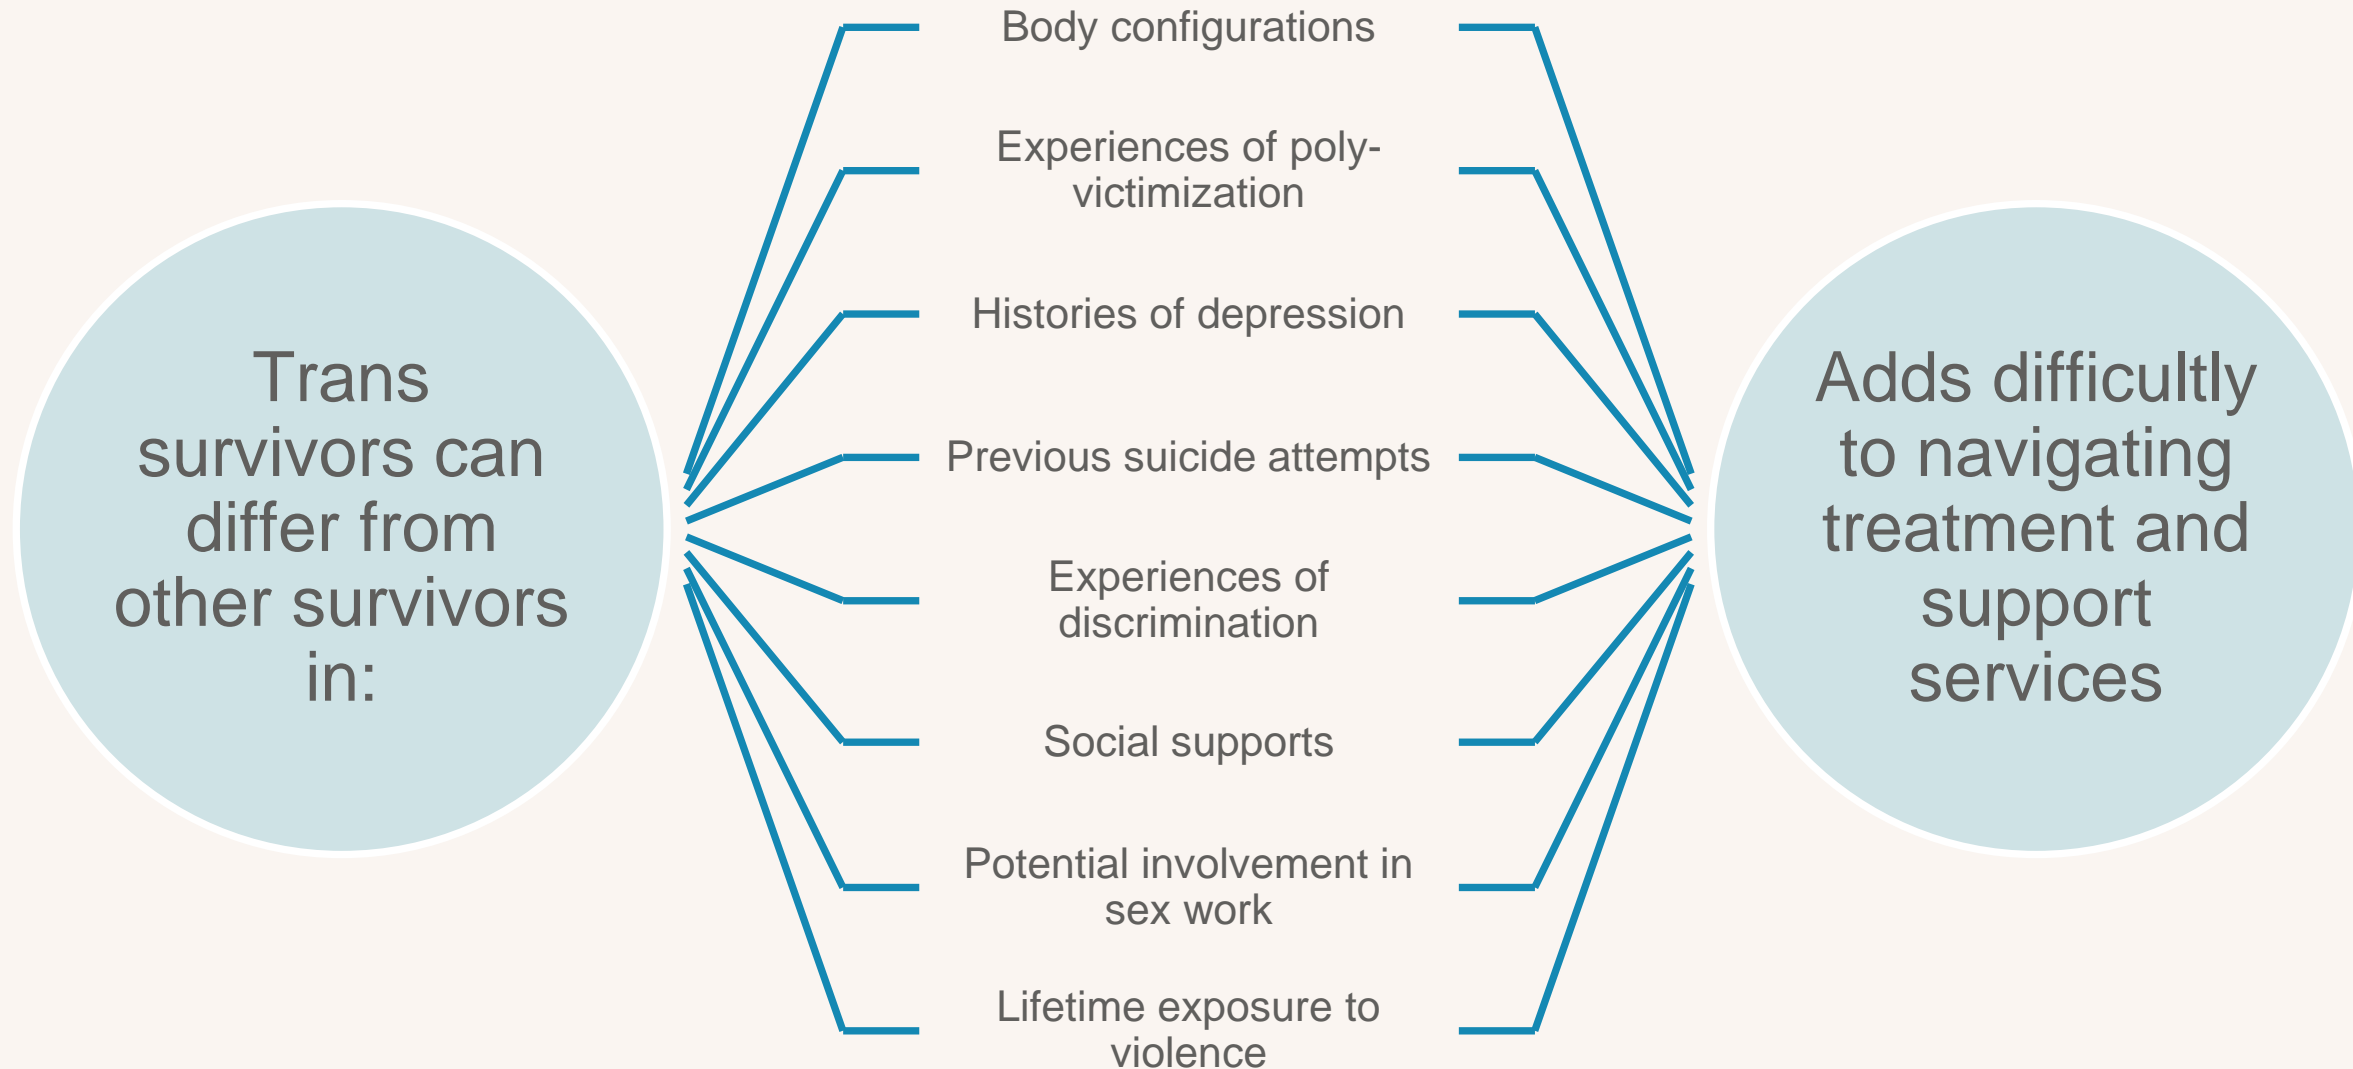 Trans
survivors can
differ from
other survivors
in:
Body configurations
Experiences of poly-
victimization
Histories of depression
Previous suicide attempts
Experiences of
discrimination
Social supports
Potential involvement in
sex work
Lifetime exposure to
violence
Adds difficultly
to navigating
treatment and
support
services